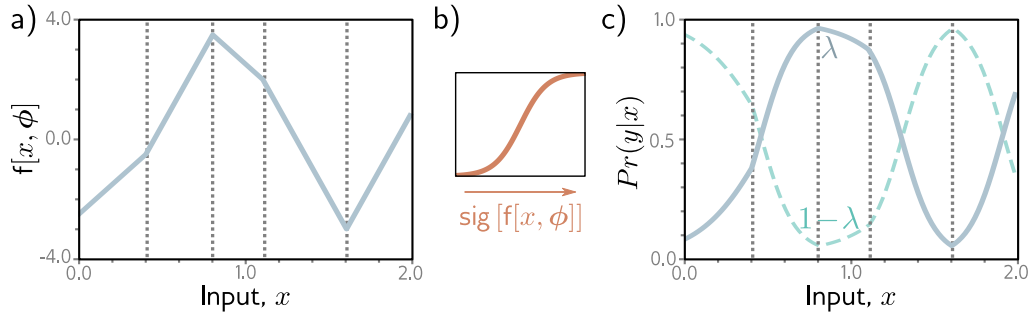 a)
4.0
0.0
-4.0
f[x, ϕ]
0.0
1.0
2.0
Input, x
b)
sig [f[x, ϕ]]
c)
1.0
0.5
0.0
Pr(y|x)
λ
1−λ
0.0
1.0
2.0
Input, x